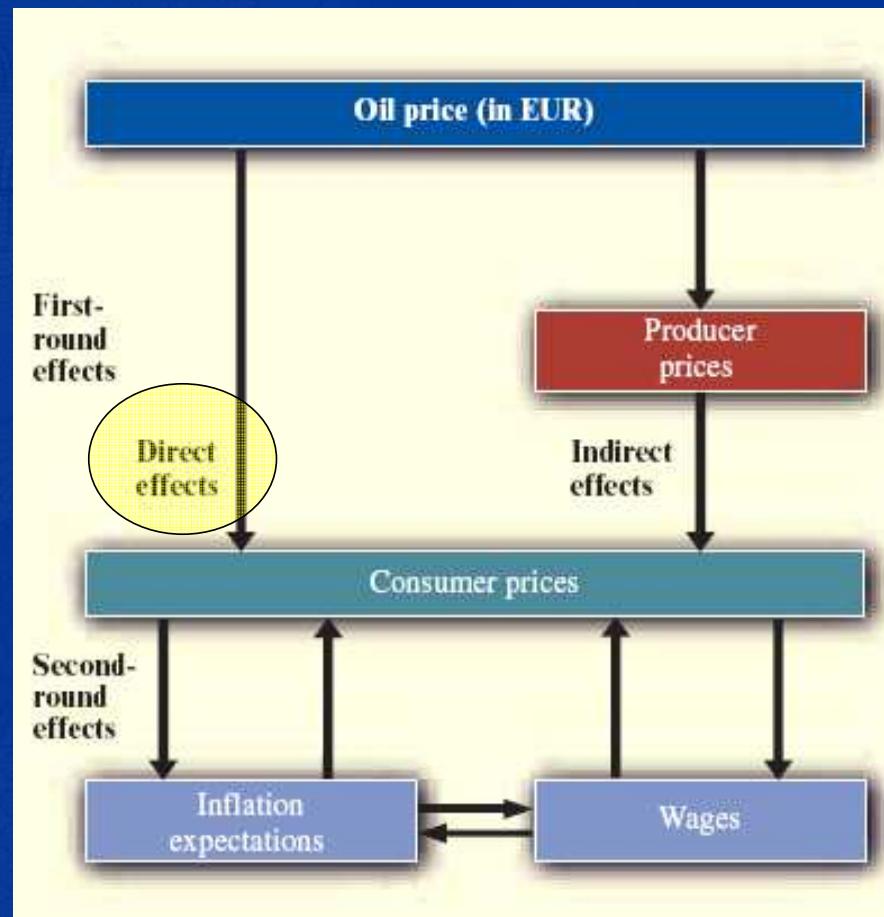 Oil price (in EUR)
First-
round
effects
Producer
prices
Direct
effects
Indirect
effects
Consumer prices
Second-
round
effects
Inflation
expectations
Wages